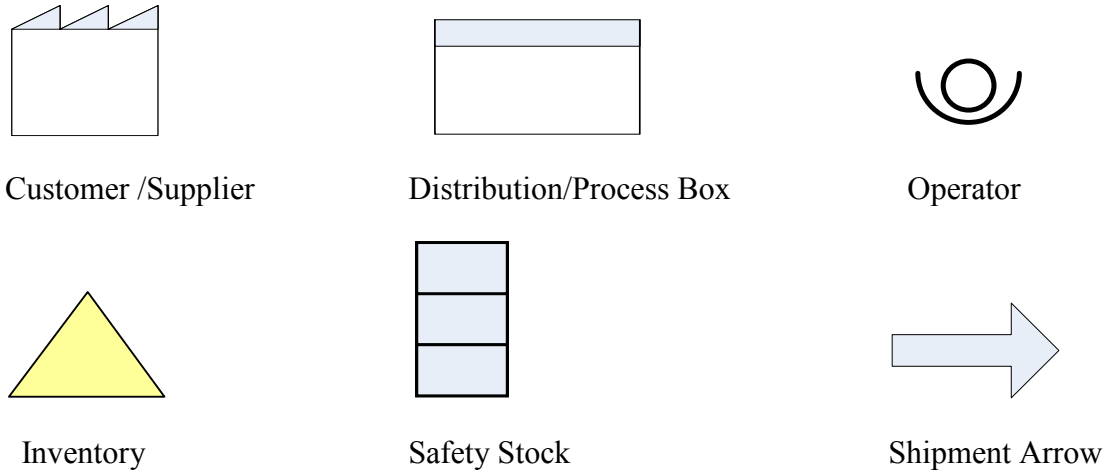 Customer /Supplier
Distribution/Process Box
Operator
Inventory
Safety Stock
Shipment Arrow